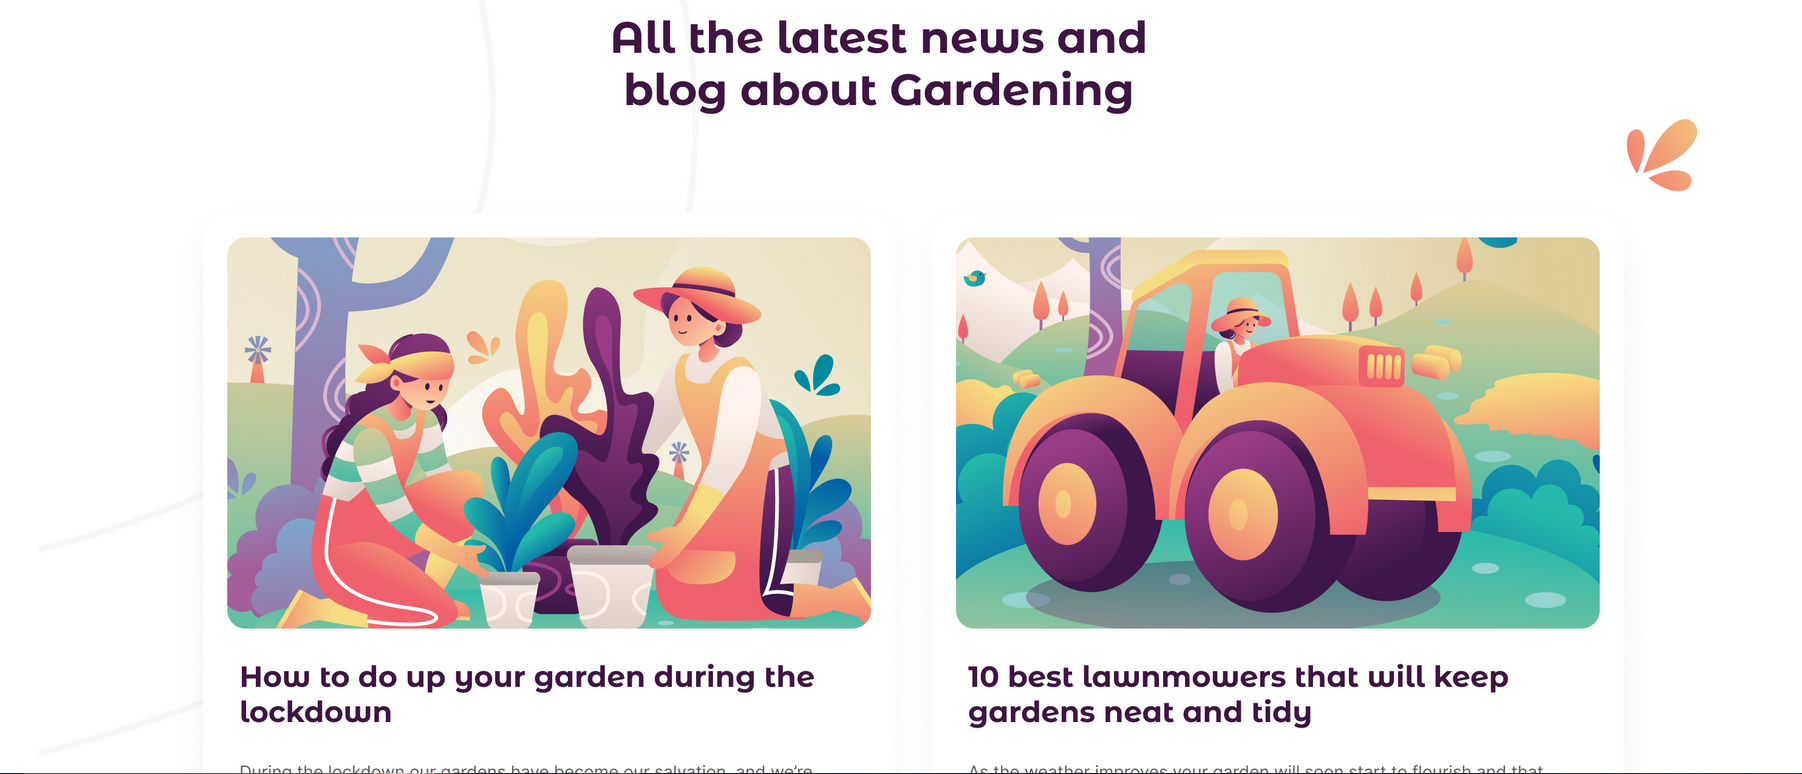 All the latest news and
blog about Gardening
How to do up your garden during the
lockdown
10 best lawnmowers that will keep
gardens neat and tidy
During the lockdown our gardens have become our salvation, and we're
As the weather improves your garden will soon start to flourish and that